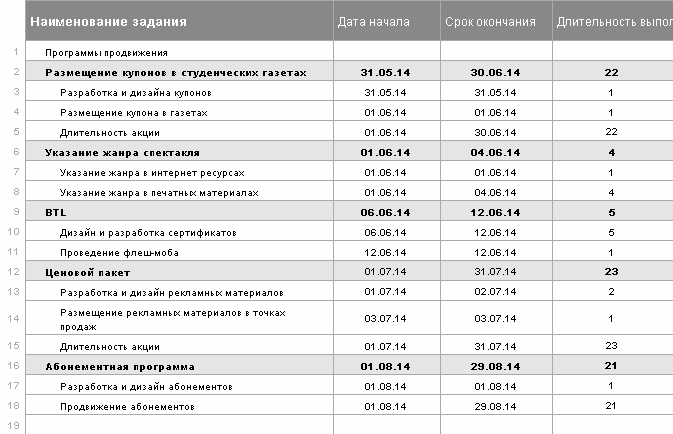 Наименование задания Дата начала Срок окончания Длительность выпол
1 Программы продвижения
2 Размещение купонов в студенческих газетах 31.05.14 30.06.14 22
3 Разработка и дизайна купонов 31.05.14 31.05.14 1
4 Размещение купона в газетах 01.06.14 01.06.14 1
5 Длительность акции 01.06.14 30.06.14 22
6 Указание жанра спектакля 01.06.14 04.06.14 4
7 Указание жанра в интернет ресурсах 01.06.14 01.06.14 1
8 Указание жанра в печатных материалах 01.06.14 04.06.14 4
9 BTL 06.06.14 12.06.14 5
10 Дизайн и разработка сертификатов 06.06.14 12.06.14 5
11 Проведение флеш-моба 12.06.14 12.06.14 1
12 Ценовой пакет 01.07.14 31.07.14 23
13 Разработка и дизайн рекламных материалов 01.07.14 02.07.14 2
14 Размещение рекламных материалов в точках 03.07.14 03.07.14 1
продаж
15 Длительность акции 01.07.14 31.07.14 23
16 Абонементная программа 01.08.14 29.08.14 21
17 Разработка и дизайн абонементов 01.08.14 01.08.14 1
18 Продвижение абонементов 01.08.14 29.08.14 21
19